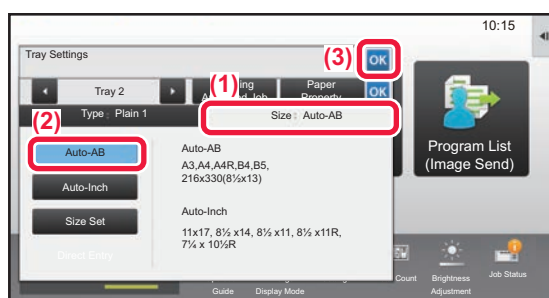 10:15
Tray Settings
(3)
OK
Tray 2
(1)
Paper
Property
OK
(2)
Type : Plain 1
Size : Auto-AB
Auto-AB
Auto-AB
A3,A4,A4R,B4,B5,
216x330(8½x13)
Auto-Inch
Auto-Inch
11x17, 8½ x14, 8½ x11, 8½ x11R,
7¼ x 10½R
Size Set
Direct Entry
Program List
(Image Send)
Guide
Display Mode
Count
Brightness
Adjustment
Job Status